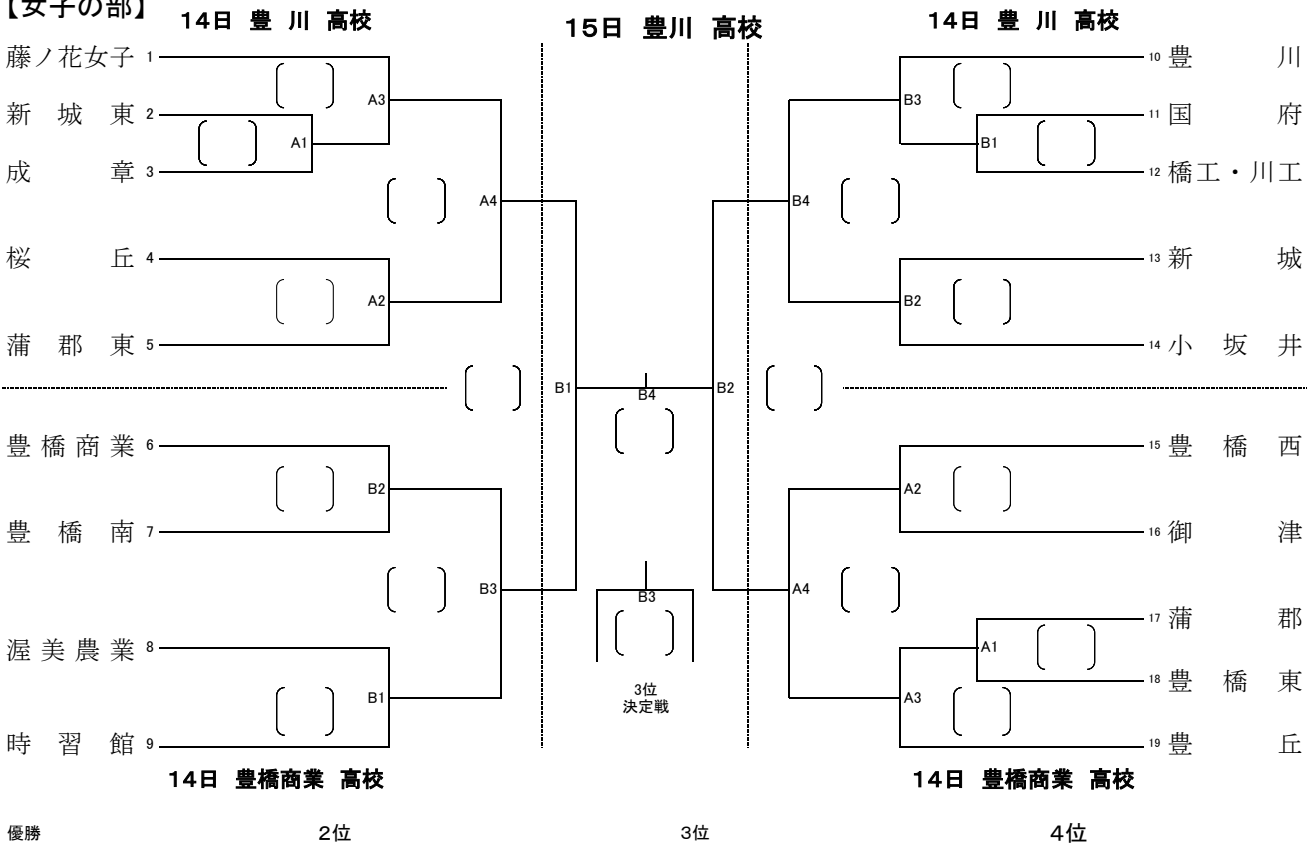 【女子の部】
14日 豊 川 高校
15日 豊川 高校
14日 豊 川 高校
藤ノ花女子 1
新城東 2
成章 3
桜丘 4
蒲郡東 5
豊橋商業 6
豊橋南 7
渥美農業 8
時習館 9
A3
A1
A4
A2
B2
B3
B1
B1
B4
B2
B3
3位
決定戦
B3
B1
B4
B2
A2
A4
A1
A3
10 豊川
11 国府
12 橋工・川工
13 新城
14 小坂井
15 豊橋西
16 御津
17 蒲郡
18 豊橋東
19 豊丘
14日 豊橋商業 高校
14日 豊橋商業 高校
優勝 2位 3位 4位